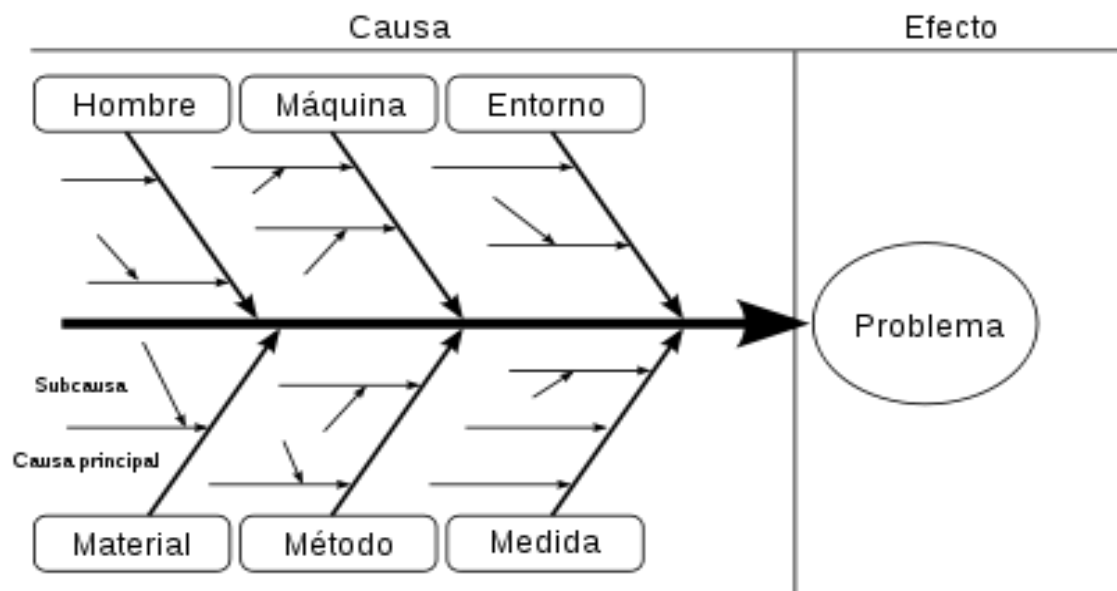 Causa
Efecto
Hombre
Máquina
Entorno
Problema
Subcausa
Causa principal
Material
Método
Medida